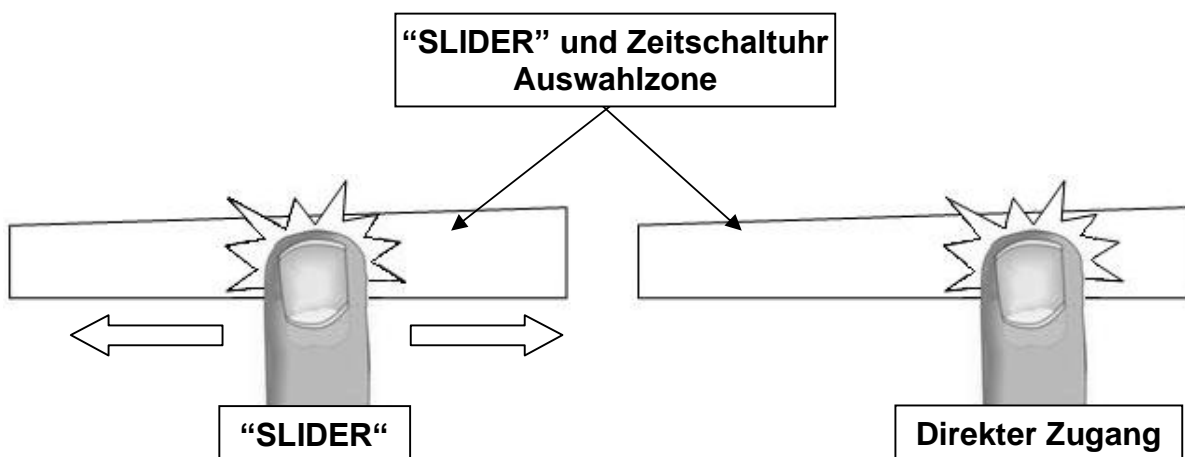 “SLIDER” und Zeitschaltuhr
Auswahlzone
“SLIDER“
Direkter Zugang